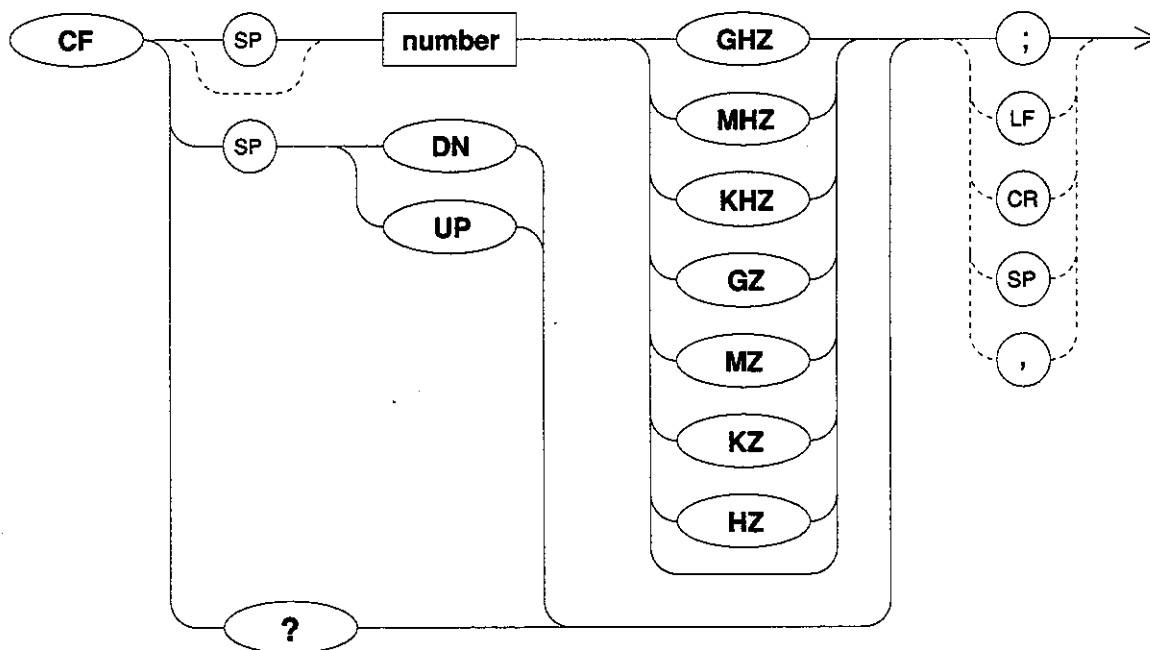 CF SP number GHZ ;
MHZ LF
SP DN
KHZ CR
UP
GZ SP
MZ ,
KZ
HZ
?